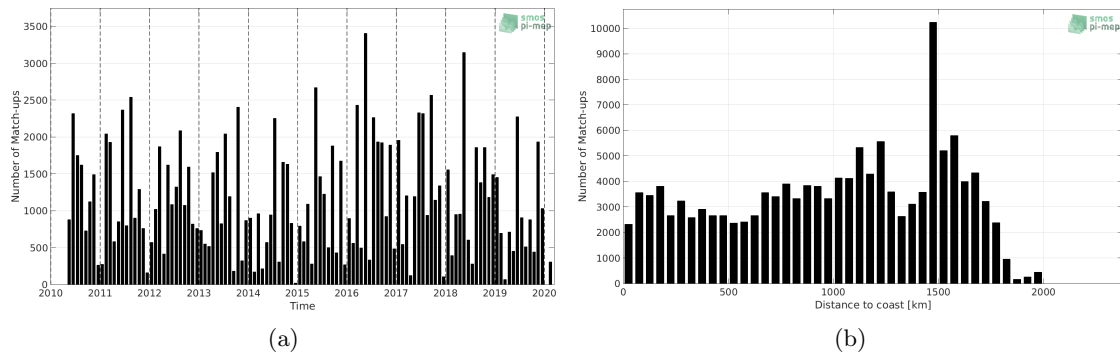 smos
pi-mep
3500
3000
2500
2000
1500
1000
500
0
Number of Match-ups
2010 2011 2012 2013 2014 2015 2016 2017 2018 2019 2020
Time
(a)
smos
pi-mep
10000
9000
8000
7000
6000
5000
4000
3000
2000
1000
0
Number of Match-ups
0 500 1000 1500 2000
Distance to coast [km]
(b)